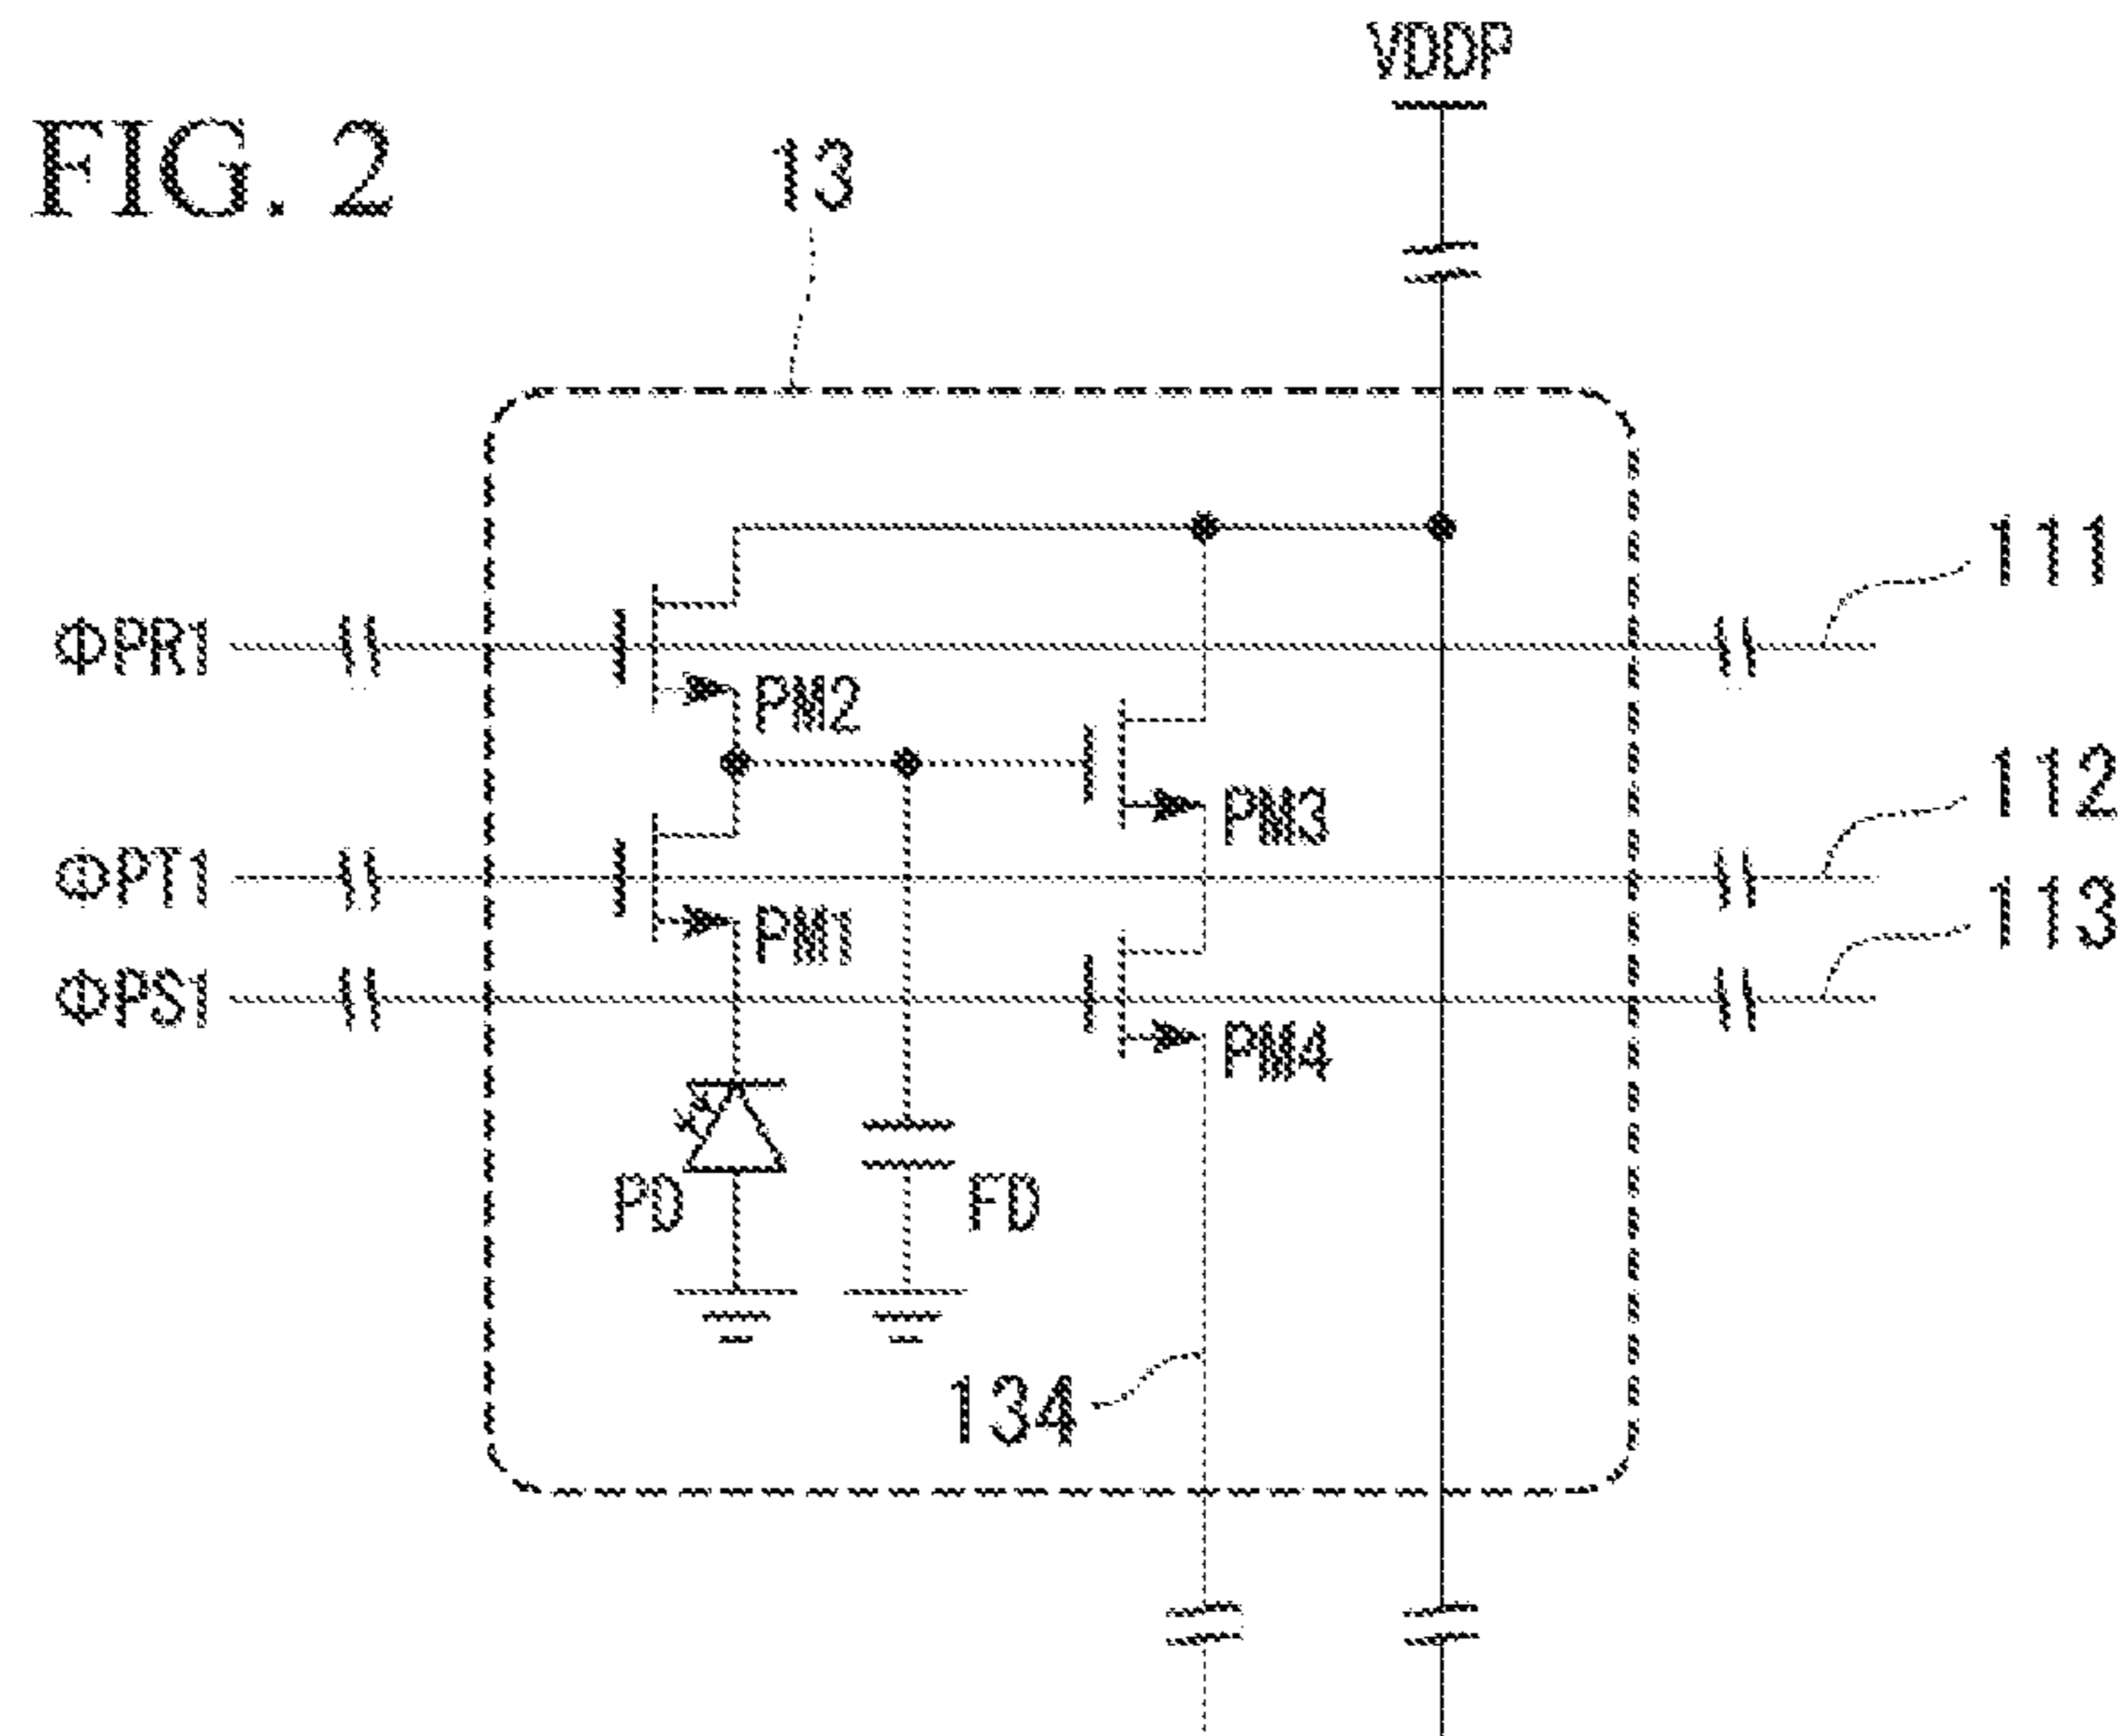 VDDP
FIG. 2
13
111
ΦPR1
PM2
112
PM3
ΦPT1
113
PM1
ΦPS1
PM4
PD
FD
134